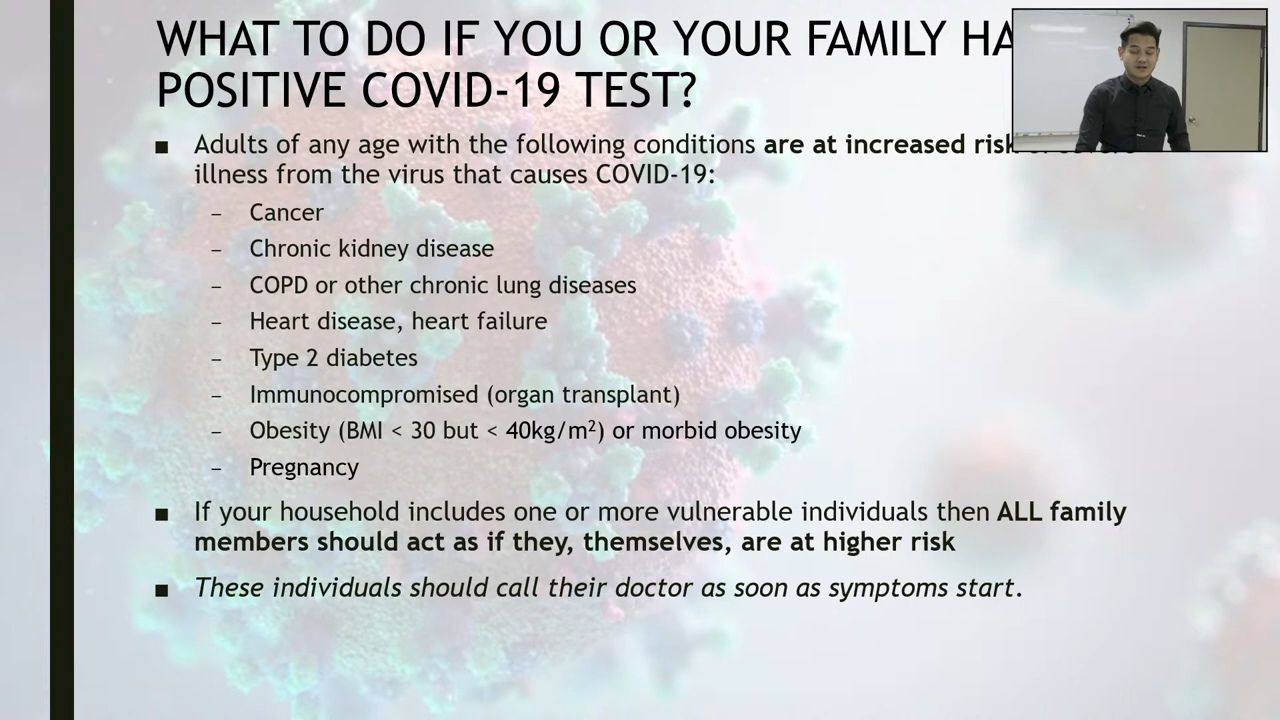 WHAT TO DO IF YOU OR YOUR FAMILY HA
POSITIVE COVID-19 TEST?
■ Adults of any age with the following conditions are at increased risk
illness from the virus that causes COVID-19:
– Cancer
– Chronic kidney disease
– COPD or other chronic lung diseases
– Heart disease, heart failure
– Type 2 diabetes
– Immunocompromised (organ transplant)
– Obesity (BMI < 30 but < 40kg/m²) or morbid obesity
– Pregnancy
■ If your household includes one or more vulnerable individuals then ALL family
members should act as if they, themselves, are at higher risk
■ These individuals should call their doctor as soon as symptoms start.